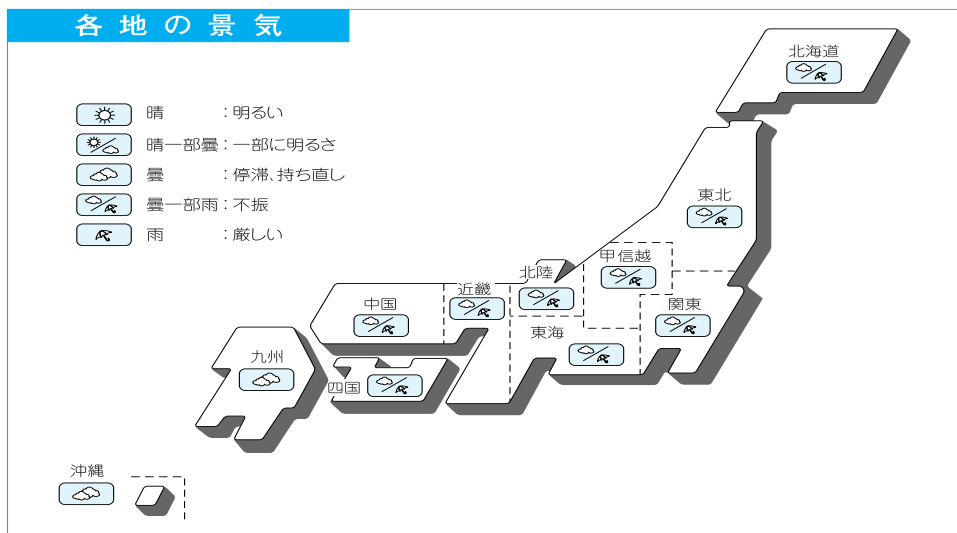 各地の景気
晴 ：明るい
晴一部曇：一部に明るさ
曇 ：停滞、持ち直し
曇一部雨：不振
雨 ：厳しい
北海道
東北
甲信越
北陸
近畿
中国
関東
東海
九州
四国
沖縄